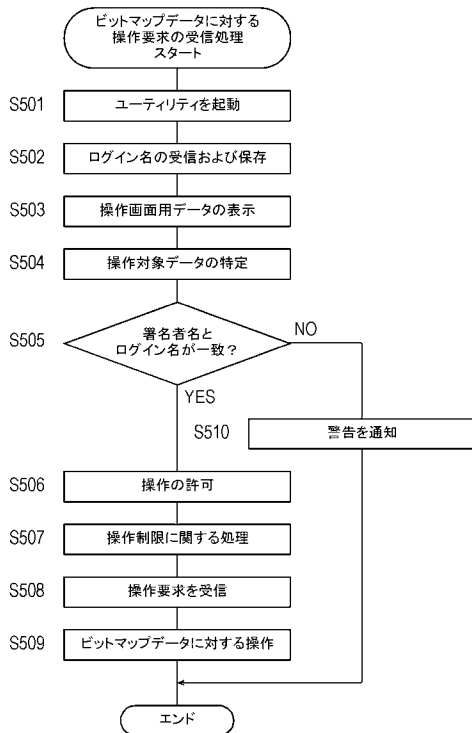 ビットマップデータに対する
操作要求の受信処理
スタート
S501
ユーティリティを起動
S502
ログイン名の受信および保存
S503
操作画面用データの表示
S504
操作対象データの特定
S505
署名者名と
ログイン名が一致？
NO
YES
S510
警告を通知
S506
操作の許可
S507
操作制限に関する処理
S508
操作要求を受信
S509
ビットマップデータに対する操作
エンド